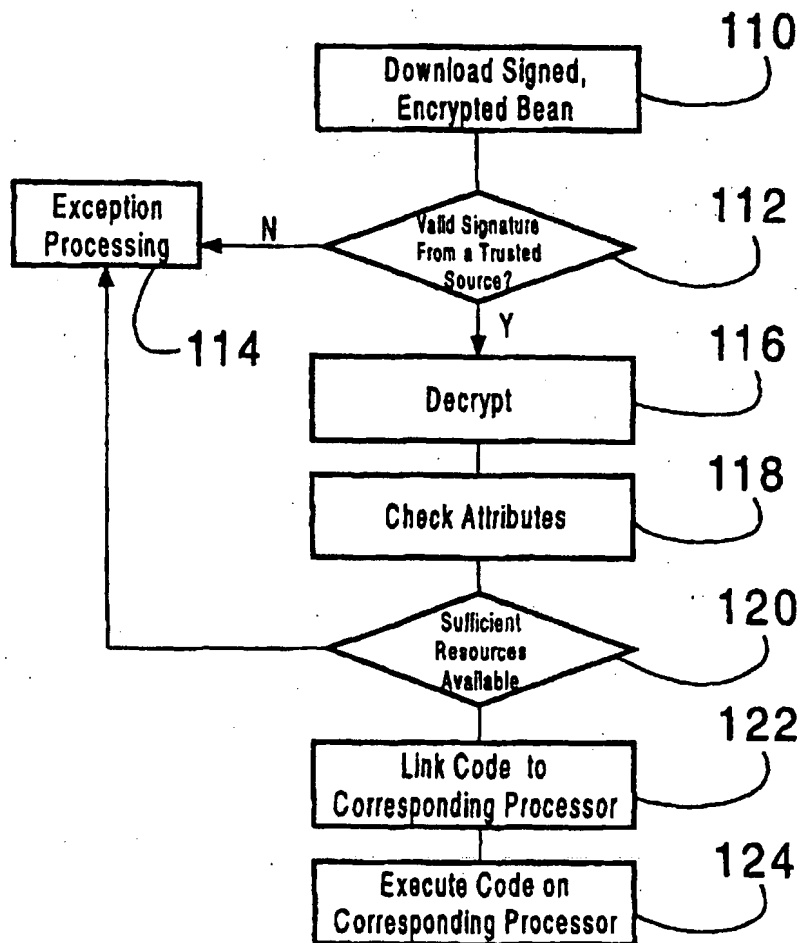 110
Download Signed,
Encrypted Bean
Exception
Processing
N
Valid Signature
From a Trusted
Source?
112
114
Y
116
Decrypt
118
Check Attributes
120
Sufficient
Resources
Available
122
Link Code to
Corresponding Processor
124
Execute Code on
Corresponding Processor